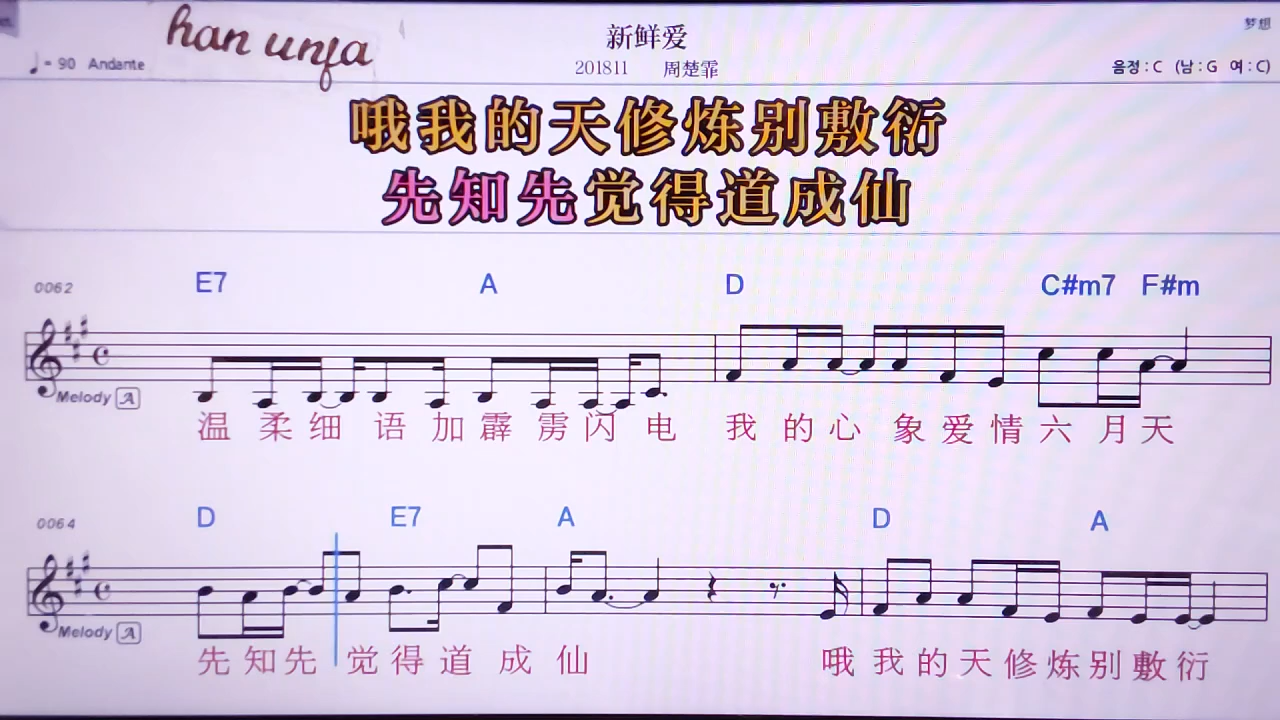 han unfa
新鲜爱
梦想
♩= 90 Andante
201811 周楚霏
음정 : C (남 : G 여 : C)
哦我的天修炼别敷衍
先知先觉得道成仙
0062
E7 A D C#m7 F#m
Melody A
温柔细语加霹雳闪电 我的心象爱情六月天
0064
D E7 A D A
Melody A
先知先觉得道成仙 哦我的天修炼别敷衍